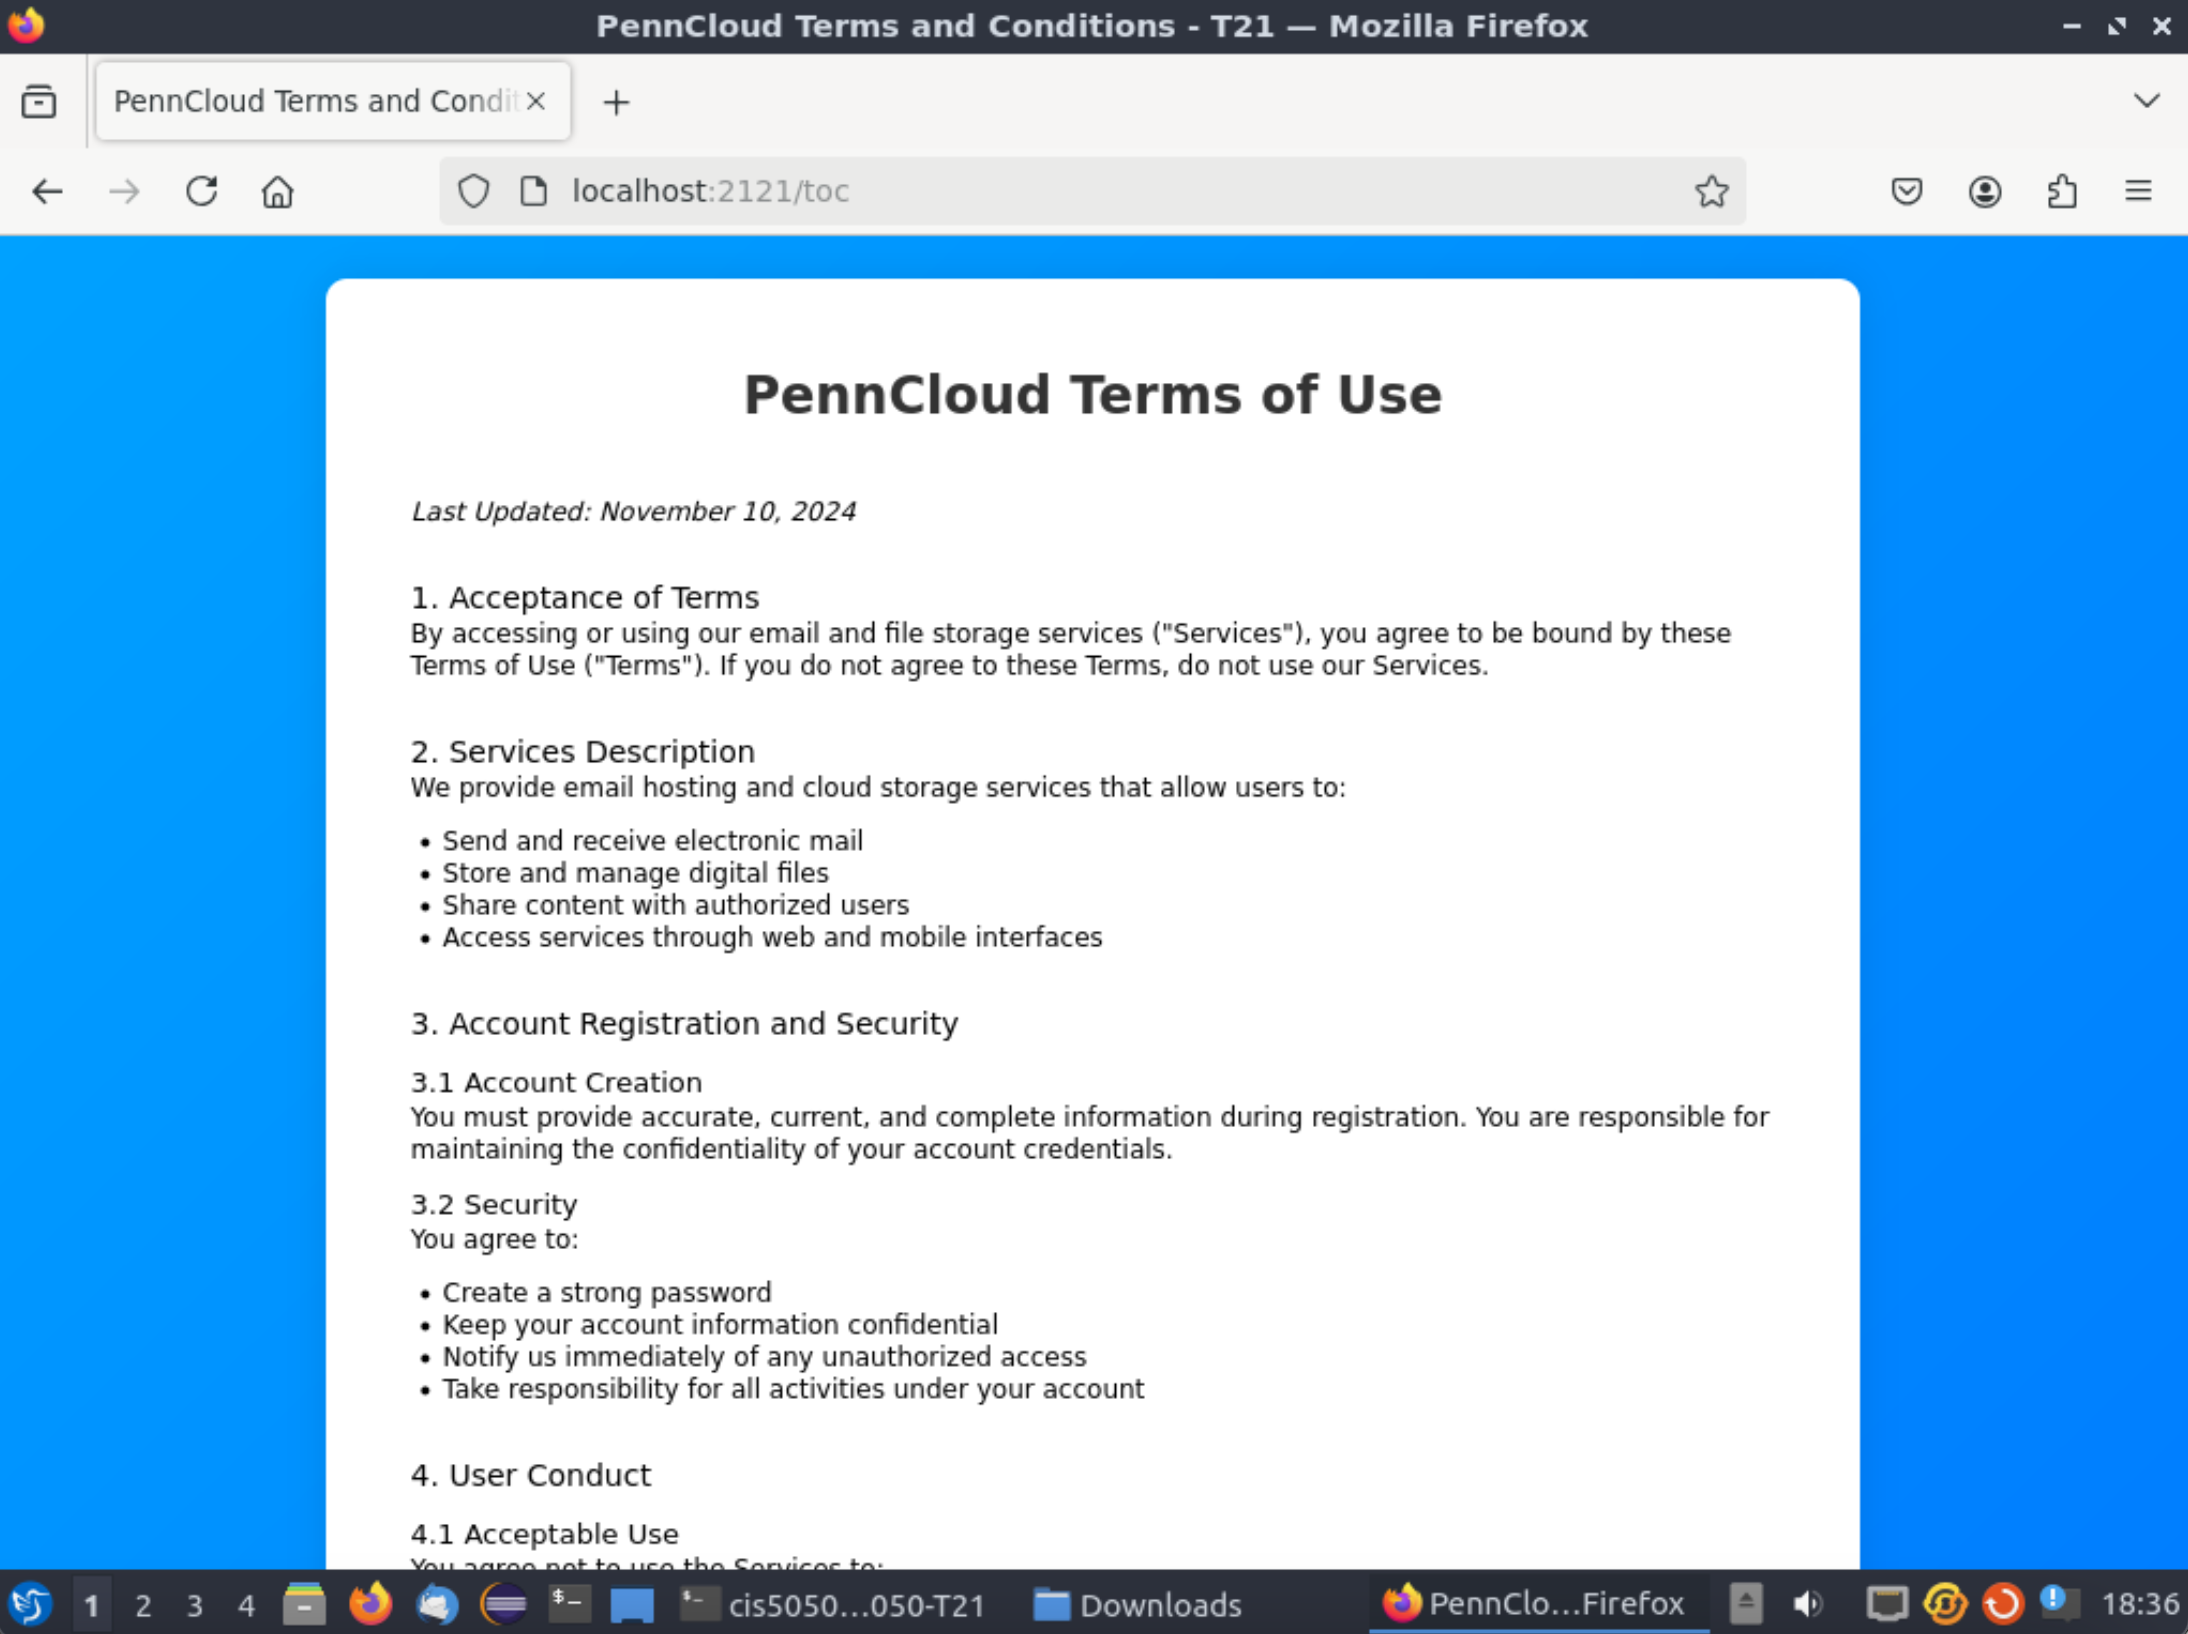 PennCloud Terms and Conditions - T21 — Mozilla Firefox
PennCloud Terms and Condit
localhost:2121/toc
PennCloud Terms of Use
Last Updated: November 10, 2024
1. Acceptance of Terms
By accessing or using our email and file storage services ("Services"), you agree to be bound by these
Terms of Use ("Terms"). If you do not agree to these Terms, do not use our Services.
2. Services Description
We provide email hosting and cloud storage services that allow users to:
• Send and receive electronic mail
• Store and manage digital files
• Share content with authorized users
• Access services through web and mobile interfaces
3. Account Registration and Security
3.1 Account Creation
You must provide accurate, current, and complete information during registration. You are responsible for
maintaining the confidentiality of your account credentials.
3.2 Security
You agree to:
• Create a strong password
• Keep your account information confidential
• Notify us immediately of any unauthorized access
• Take responsibility for all activities under your account
4. User Conduct
4.1 Acceptable Use
You agree not to use the Services to:
1 2 3 4 $_ $_ cis5050...050-T21 Downloads PennClo...Firefox 18:36